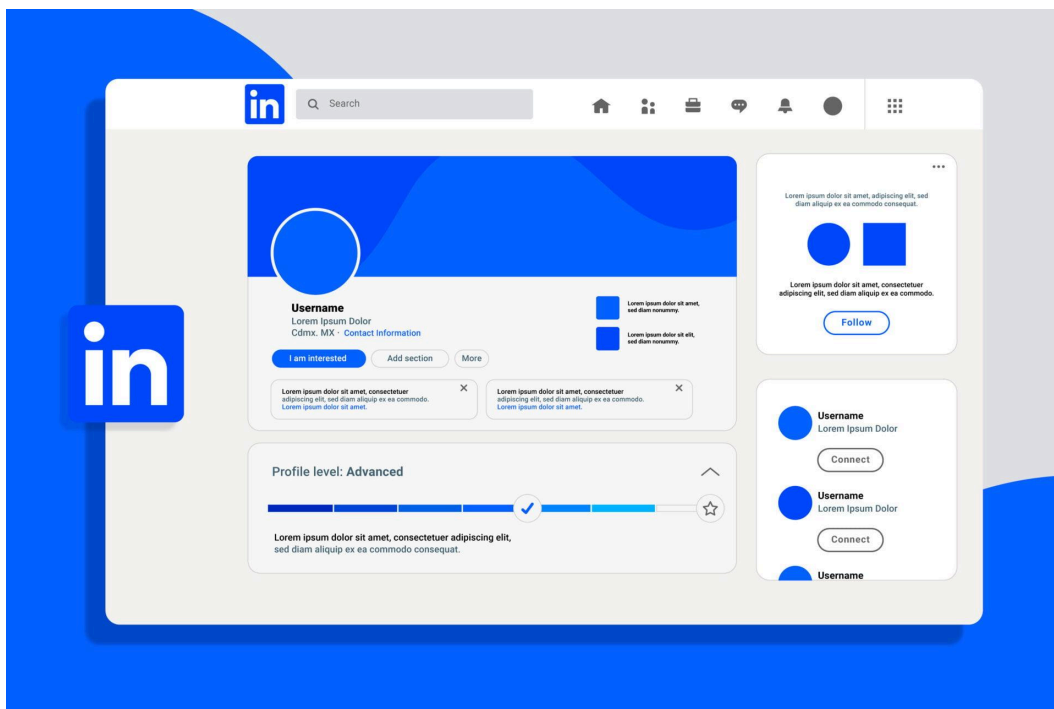 in
Search
in
Username
Lorem Ipsum Dolor
Cdmx. MX · Contact Information
I am interested
Add section
More
Lorem ipsum dolor sit amet,
sed diam nonummy.
Lorem ipsum dolor sit elit,
sed diam nonummy.
Lorem ipsum dolor sit amet, consectetuer
adipiscing elit, sed diam aliquip ex ea commodo.
Lorem ipsum dolor sit amet.
Lorem ipsum dolor sit amet, consectetuer
adipiscing elit, sed diam aliquip ex ea commodo.
Lorem ipsum dolor sit amet.
Profile level: Advanced
Lorem ipsum dolor sit amet, consectetuer adipiscing elit,
sed diam aliquip ex ea commodo consequat.
Lorem ipsum dolor sit amet, adipiscing elit, sed
diam aliquip ex ea commodo consequat.
Lorem ipsum dolor sit amet, consectetuer
adipiscing elit, sed diam aliquip ex ea commodo.
Follow
Username
Lorem Ipsum Dolor
Connect
Username
Lorem Ipsum Dolor
Connect
Username